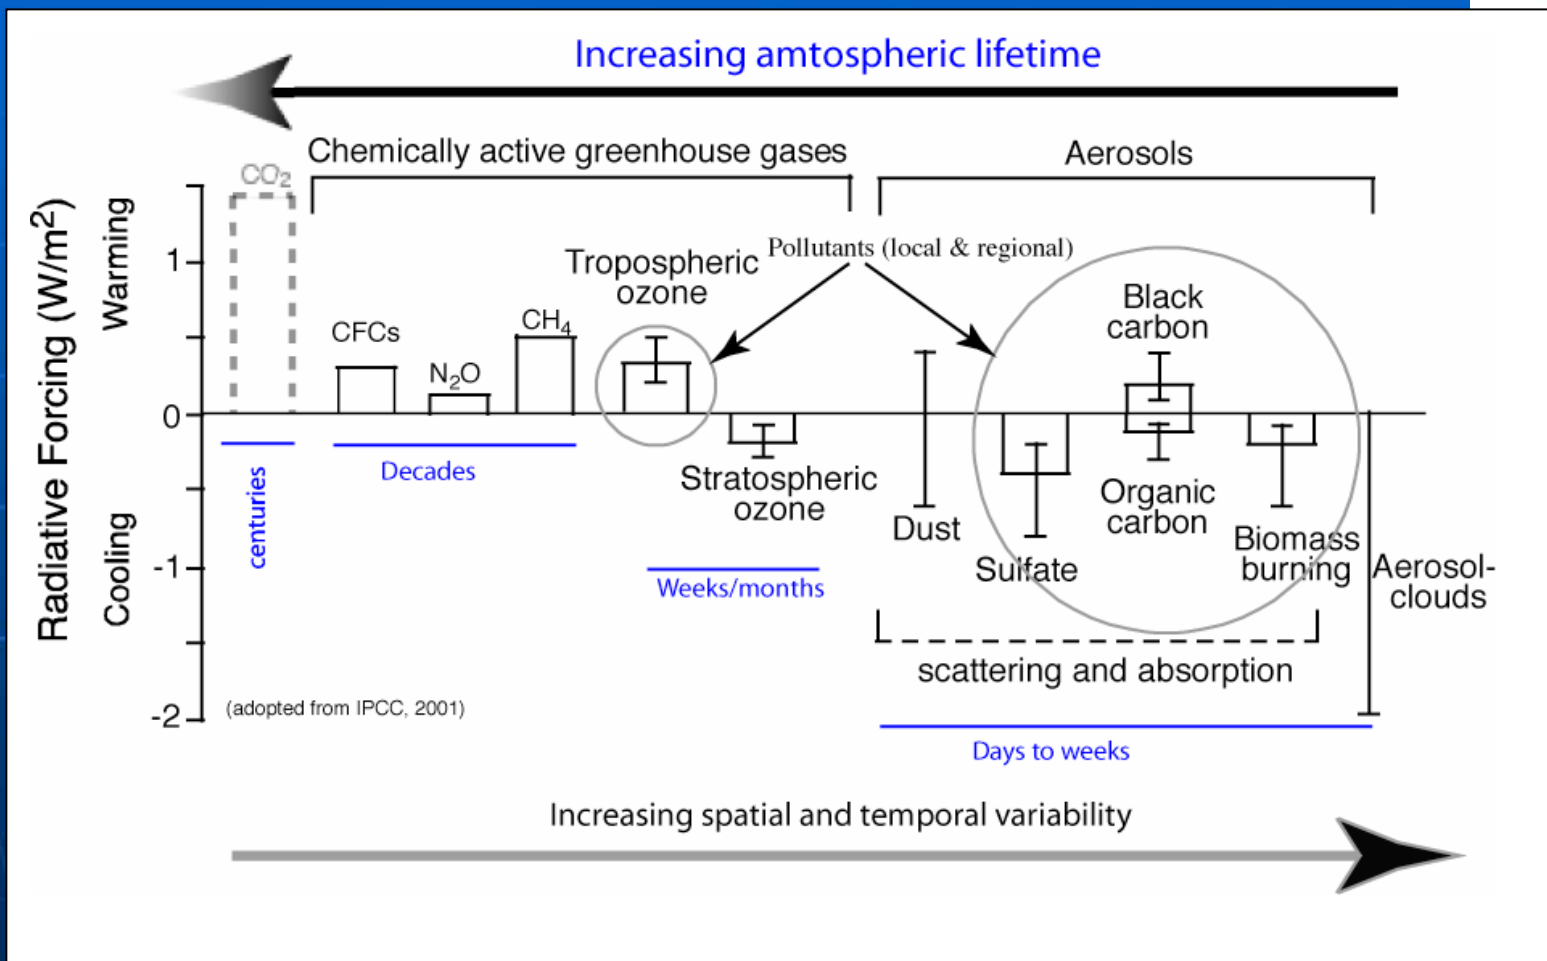 Increasing amtospheric lifetime
Chemically active greenhouse gases
Aerosols
CO2
Pollutants (local & regional)
Tropospheric
ozone
Black
carbon
CFCs
N2O
CH4
Radiative Forcing (W/m2)
Warming
Cooling
1
0
-1
-2
centuries
Decades
Stratospheric
ozone
Weeks/months
Dust
Sulfate
Organic
carbon
Biomass
burning
Aerosol-
clouds
scattering and absorption
(adopted from IPCC, 2001)
Days to weeks
Increasing spatial and temporal variability